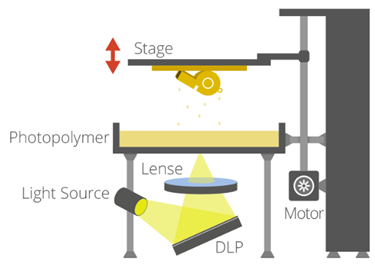 Stage
Photopolymer
Lense
Light Source
Motor
DLP